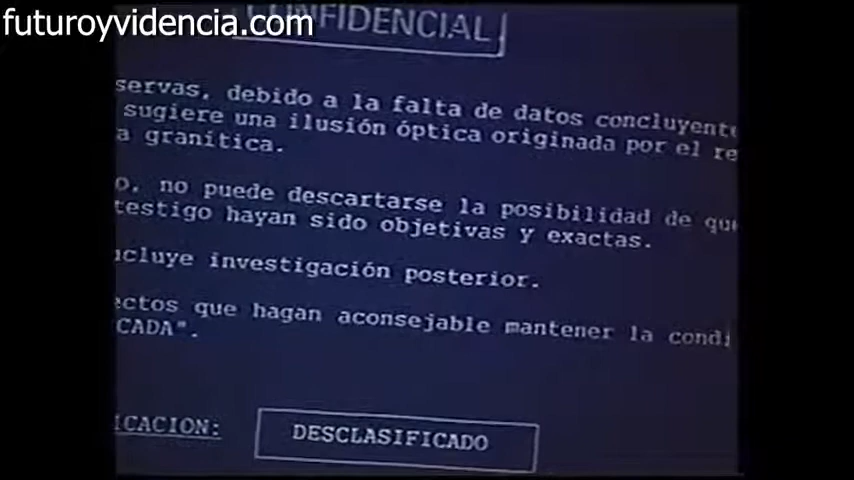 futuroyvidencia.com
CONFIDENCIAL
servas, debido a la falta de datos concluyente
sugiere una ilusión óptica originada por el re
a granítica.
o, no puede descartarse la posibilidad de que
testigo hayan sido objetivas y exactas.
cluye investigación posterior.
ectos que hagan aconsejable mantener la condi
CADA".
ICACION:
DESCLASIFICADO